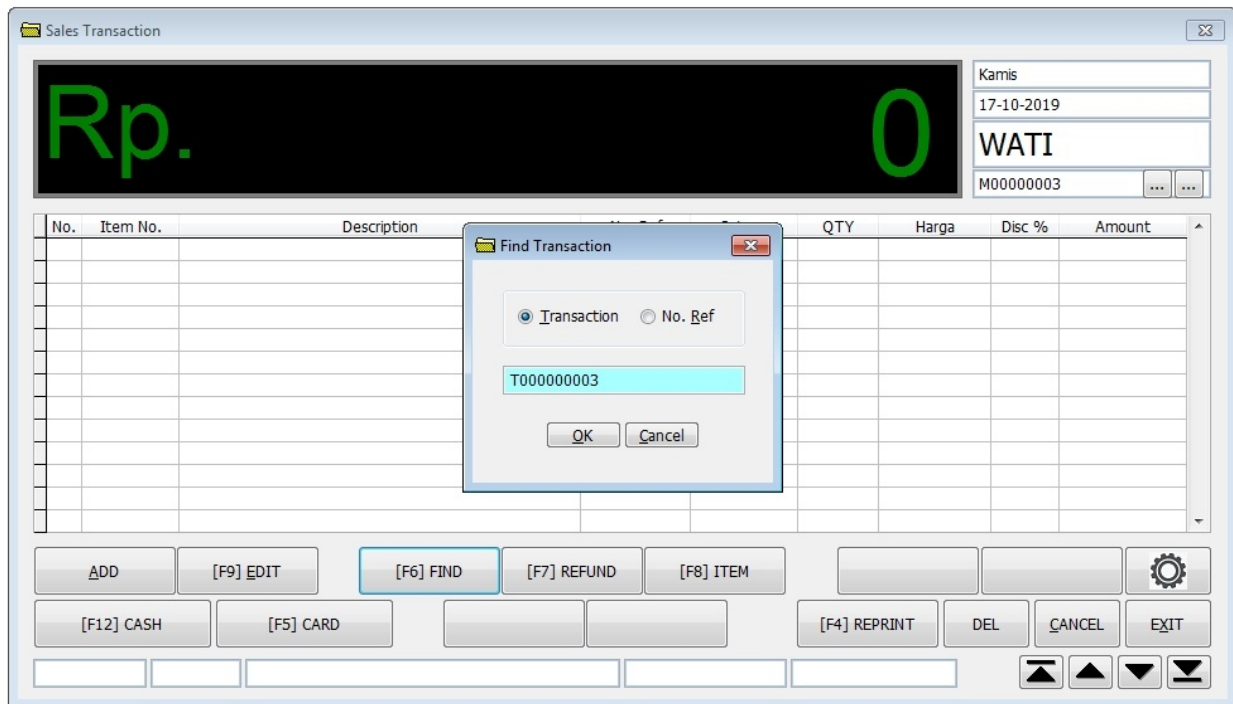 Sales Transaction
Rp. 0
Kamis
17-10-2019
WATI
M00000003 ... ...
No. Item No. Description QTY Harga Disc % Amount
Find Transaction
Transaction No. Ref
T000000003
OK Cancel
ADD [F9] EDIT [F6] FIND [F7] REFUND [F8] ITEM
[F12] CASH [F5] CARD [F4] REPRINT DEL CANCEL EXIT